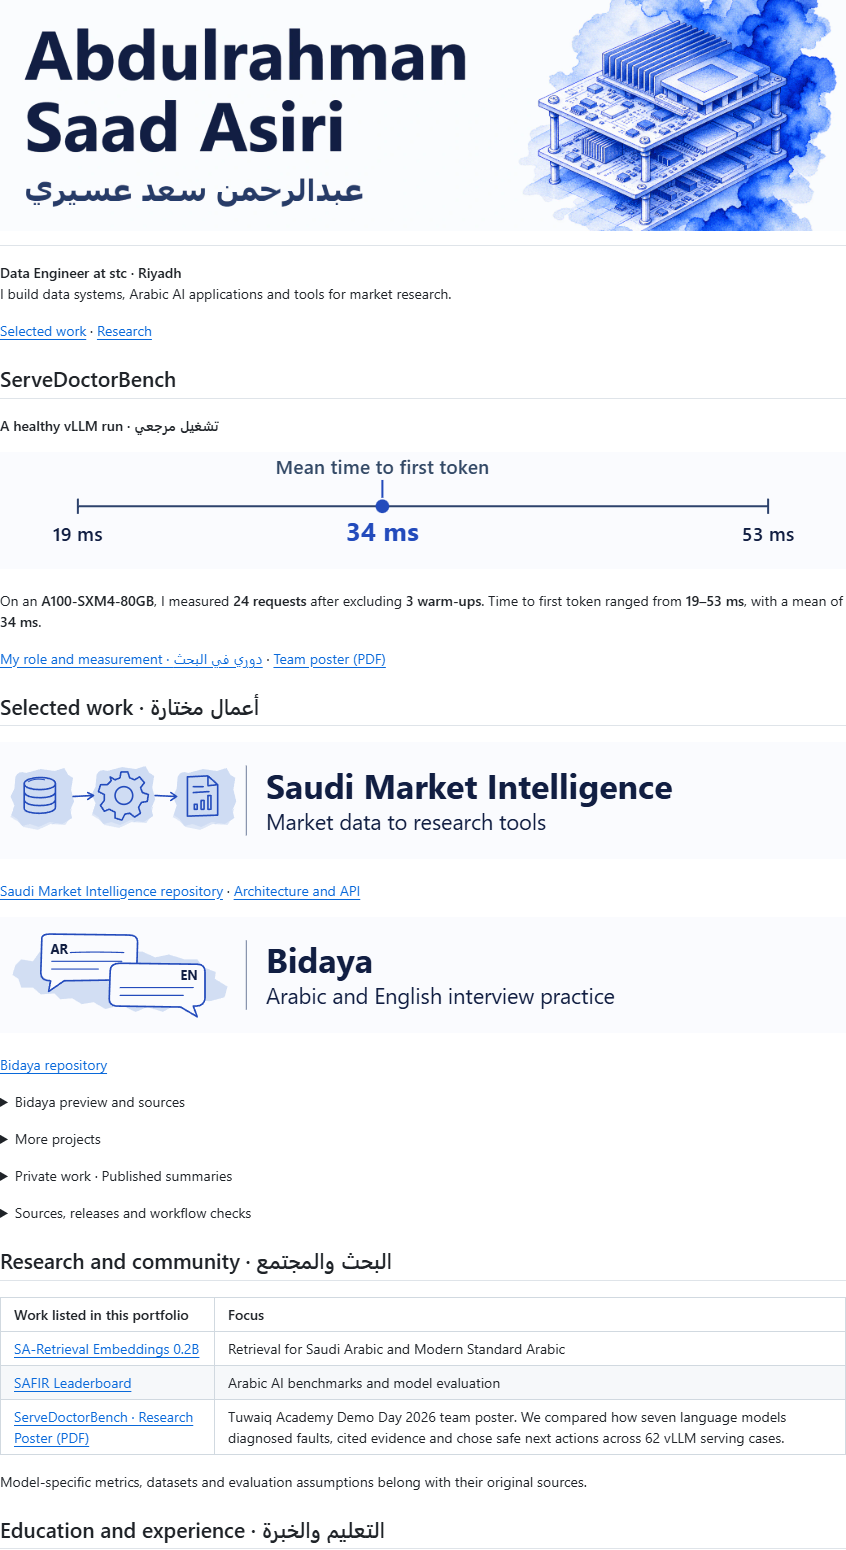 Abdulrahman
Saad Asiri
عبدالرحمن سعد عسيري
Data Engineer at stc · Riyadh
I build data systems, Arabic AI applications and tools for market research.
Selected work · Research
ServeDoctorBench
A healthy vLLM run · تشغيل مرجعي
Mean time to first token
19 ms
34 ms
53 ms
On an A100-SXM4-80GB, I measured 24 requests after excluding 3 warm-ups. Time to first token ranged from 19–53 ms, with a mean of
34 ms.
My role and measurement · دوري في البحث · Team poster (PDF)
Selected work · أعمال مختارة
Saudi Market Intelligence
Market data to research tools
Saudi Market Intelligence repository · Architecture and API
AR
EN
Bidaya
Arabic and English interview practice
Bidaya repository
Bidaya preview and sources
More projects
Private work · Published summaries
Sources, releases and workflow checks
Research and community · البحث والمجتمع
Work listed in this portfolio
Focus
SA-Retrieval Embeddings 0.2B
Retrieval for Saudi Arabic and Modern Standard Arabic
SAFIR Leaderboard
Arabic AI benchmarks and model evaluation
ServeDoctorBench · Research
Poster (PDF)
Tuwaiq Academy Demo Day 2026 team poster. We compared how seven language models
diagnosed faults, cited evidence and chose safe next actions across 62 vLLM serving cases.
Model-specific metrics, datasets and evaluation assumptions belong with their original sources.
Education and experience · التعليم والخبرة